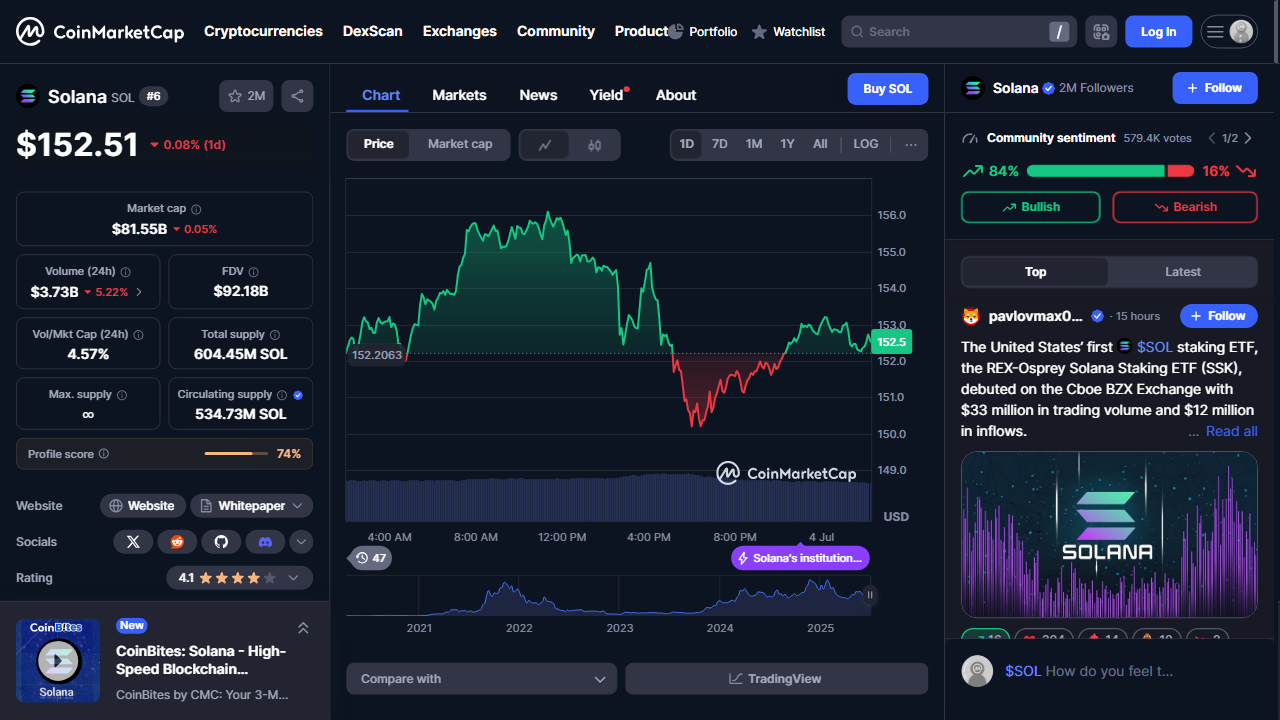 CoinMarketCap
Cryptocurrencies DexScan Exchanges Community Product Portfolio Watchlist Search / Log In
Solana SOL #6 2M
$152.51 0.08% (1d)
Market cap
$81.55B 0.05%
Volume (24h)
$3.73B 5.22%
FDV
$92.18B
Vol/Mkt Cap (24h)
4.57%
Total supply
604.45M SOL
Max. supply
∞
Circulating supply
534.73M SOL
Profile score 74%
Website Website Whitepaper
Socials
Rating 4.1
CoinBites
Solana
New
CoinBites: Solana - High-
Speed Blockchain...
CoinBites by CMC: Your 3-M...
Chart Markets News Yield About Buy SOL
Price Market cap 1D 7D 1M 1Y All LOG ...
156.0
155.0
154.0
153.0
152.5
152.0
151.0
150.0
149.0
USD
152.2063
CoinMarketCap
4:00 AM 8:00 AM 12:00 PM 4:00 PM 8:00 PM 4 Jul
47 Solana's institution...
2021 2022 2023 2024 2025
Compare with TradingView
Solana 2M Followers + Follow
Community sentiment 579.4K votes 1/2
84% 16%
Bullish Bearish
Top Latest
pavlovmax0... · 15 hours + Follow
The United States' first $SOL staking ETF,
the REX-Osprey Solana Staking ETF (SSK),
debuted on the Cboe BZX Exchange with
$33 million in trading volume and $12 million
in inflows. ... Read all
SOLANA
$SOL How do you feel t...